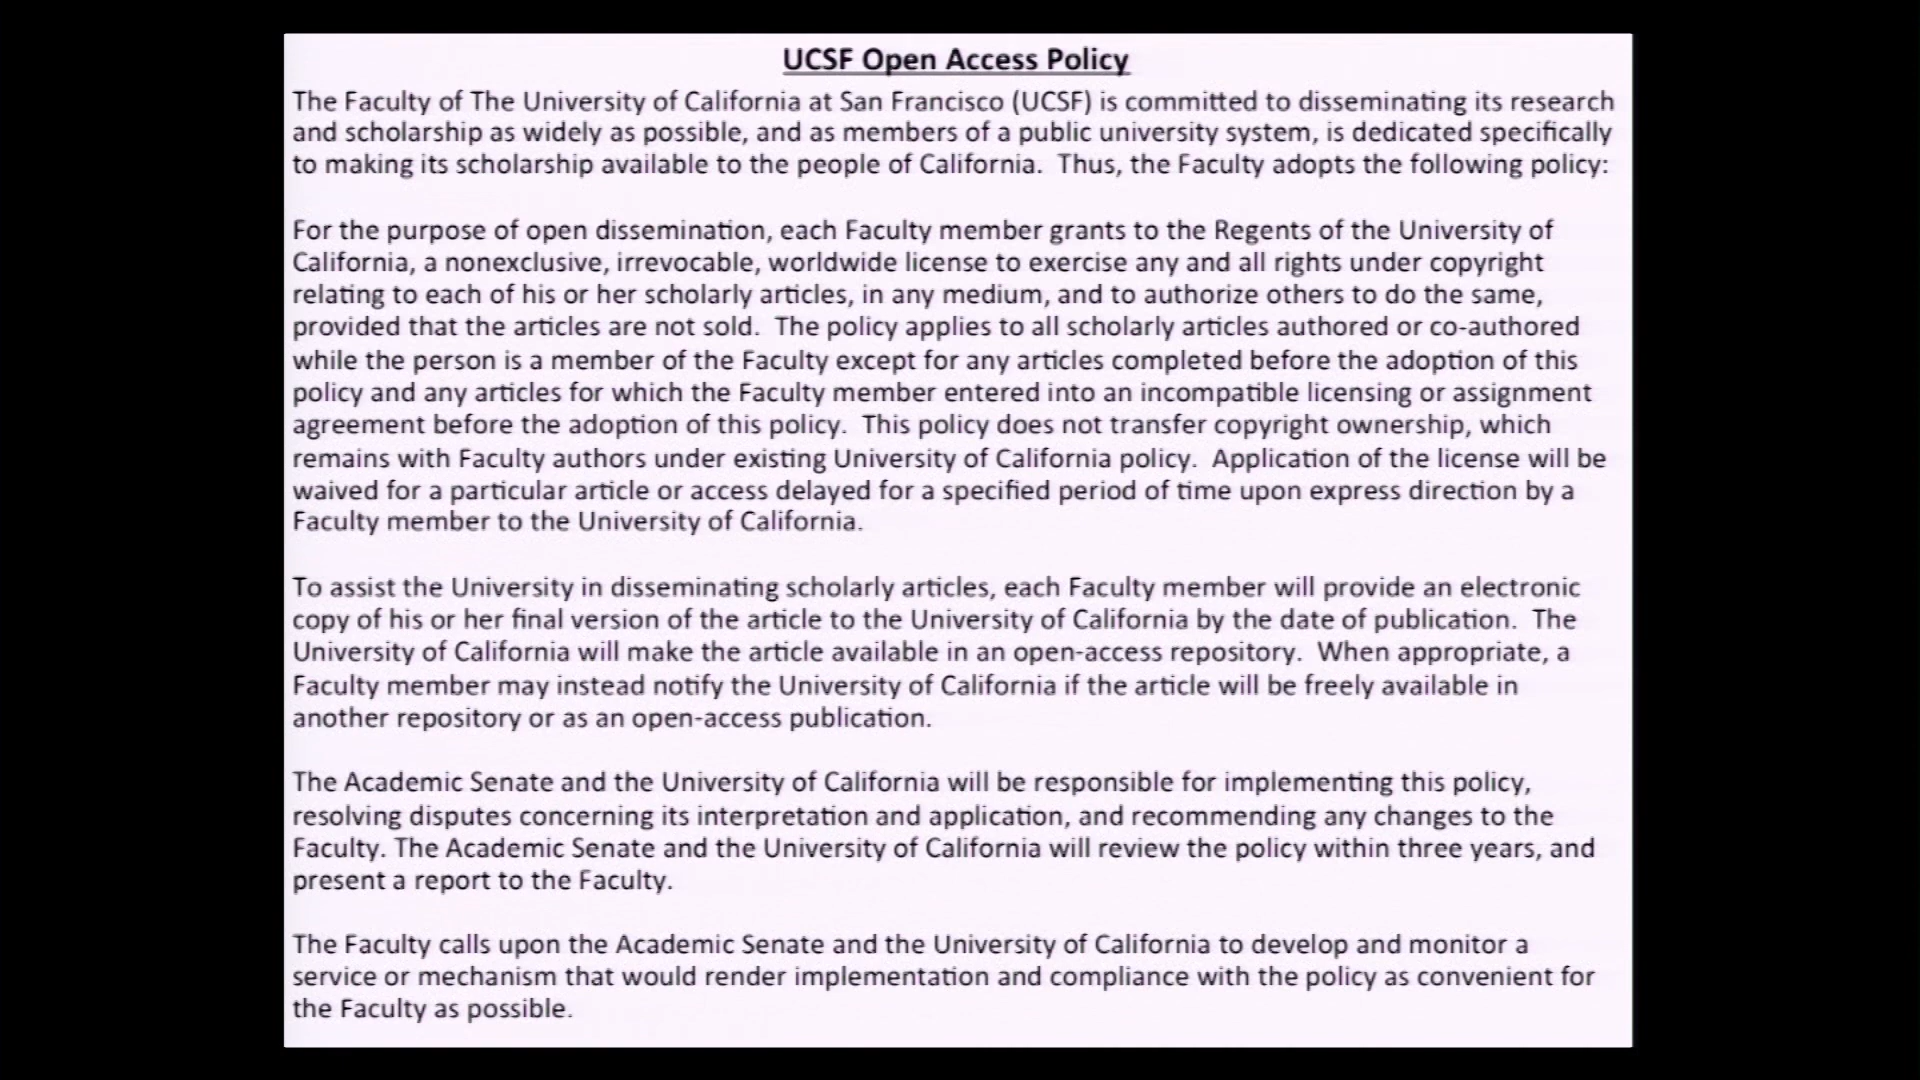 UCSF Open Access Policy
The Faculty of The University of California at San Francisco (UCSF) is committed to disseminating its research
and scholarship as widely as possible, and as members of a public university system, is dedicated specifically
to making its scholarship available to the people of California.  Thus, the Faculty adopts the following policy:
For the purpose of open dissemination, each Faculty member grants to the Regents of the University of
California, a nonexclusive, irrevocable, worldwide license to exercise any and all rights under copyright
relating to each of his or her scholarly articles, in any medium, and to authorize others to do the same,
provided that the articles are not sold.  The policy applies to all scholarly articles authored or co-authored
while the person is a member of the Faculty except for any articles completed before the adoption of this
policy and any articles for which the Faculty member entered into an incompatible licensing or assignment
agreement before the adoption of this policy.  This policy does not transfer copyright ownership, which
remains with Faculty authors under existing University of California policy.  Application of the license will be
waived for a particular article or access delayed for a specified period of time upon express direction by a
Faculty member to the University of California.
To assist the University in disseminating scholarly articles, each Faculty member will provide an electronic
copy of his or her final version of the article to the University of California by the date of publication.  The
University of California will make the article available in an open-access repository.  When appropriate, a
Faculty member may instead notify the University of California if the article will be freely available in
another repository or as an open-access publication.
The Academic Senate and the University of California will be responsible for implementing this policy,
resolving disputes concerning its interpretation and application, and recommending any changes to the
Faculty. The Academic Senate and the University of California will review the policy within three years, and
present a report to the Faculty.
The Faculty calls upon the Academic Senate and the University of California to develop and monitor a
service or mechanism that would render implementation and compliance with the policy as convenient for
the Faculty as possible.